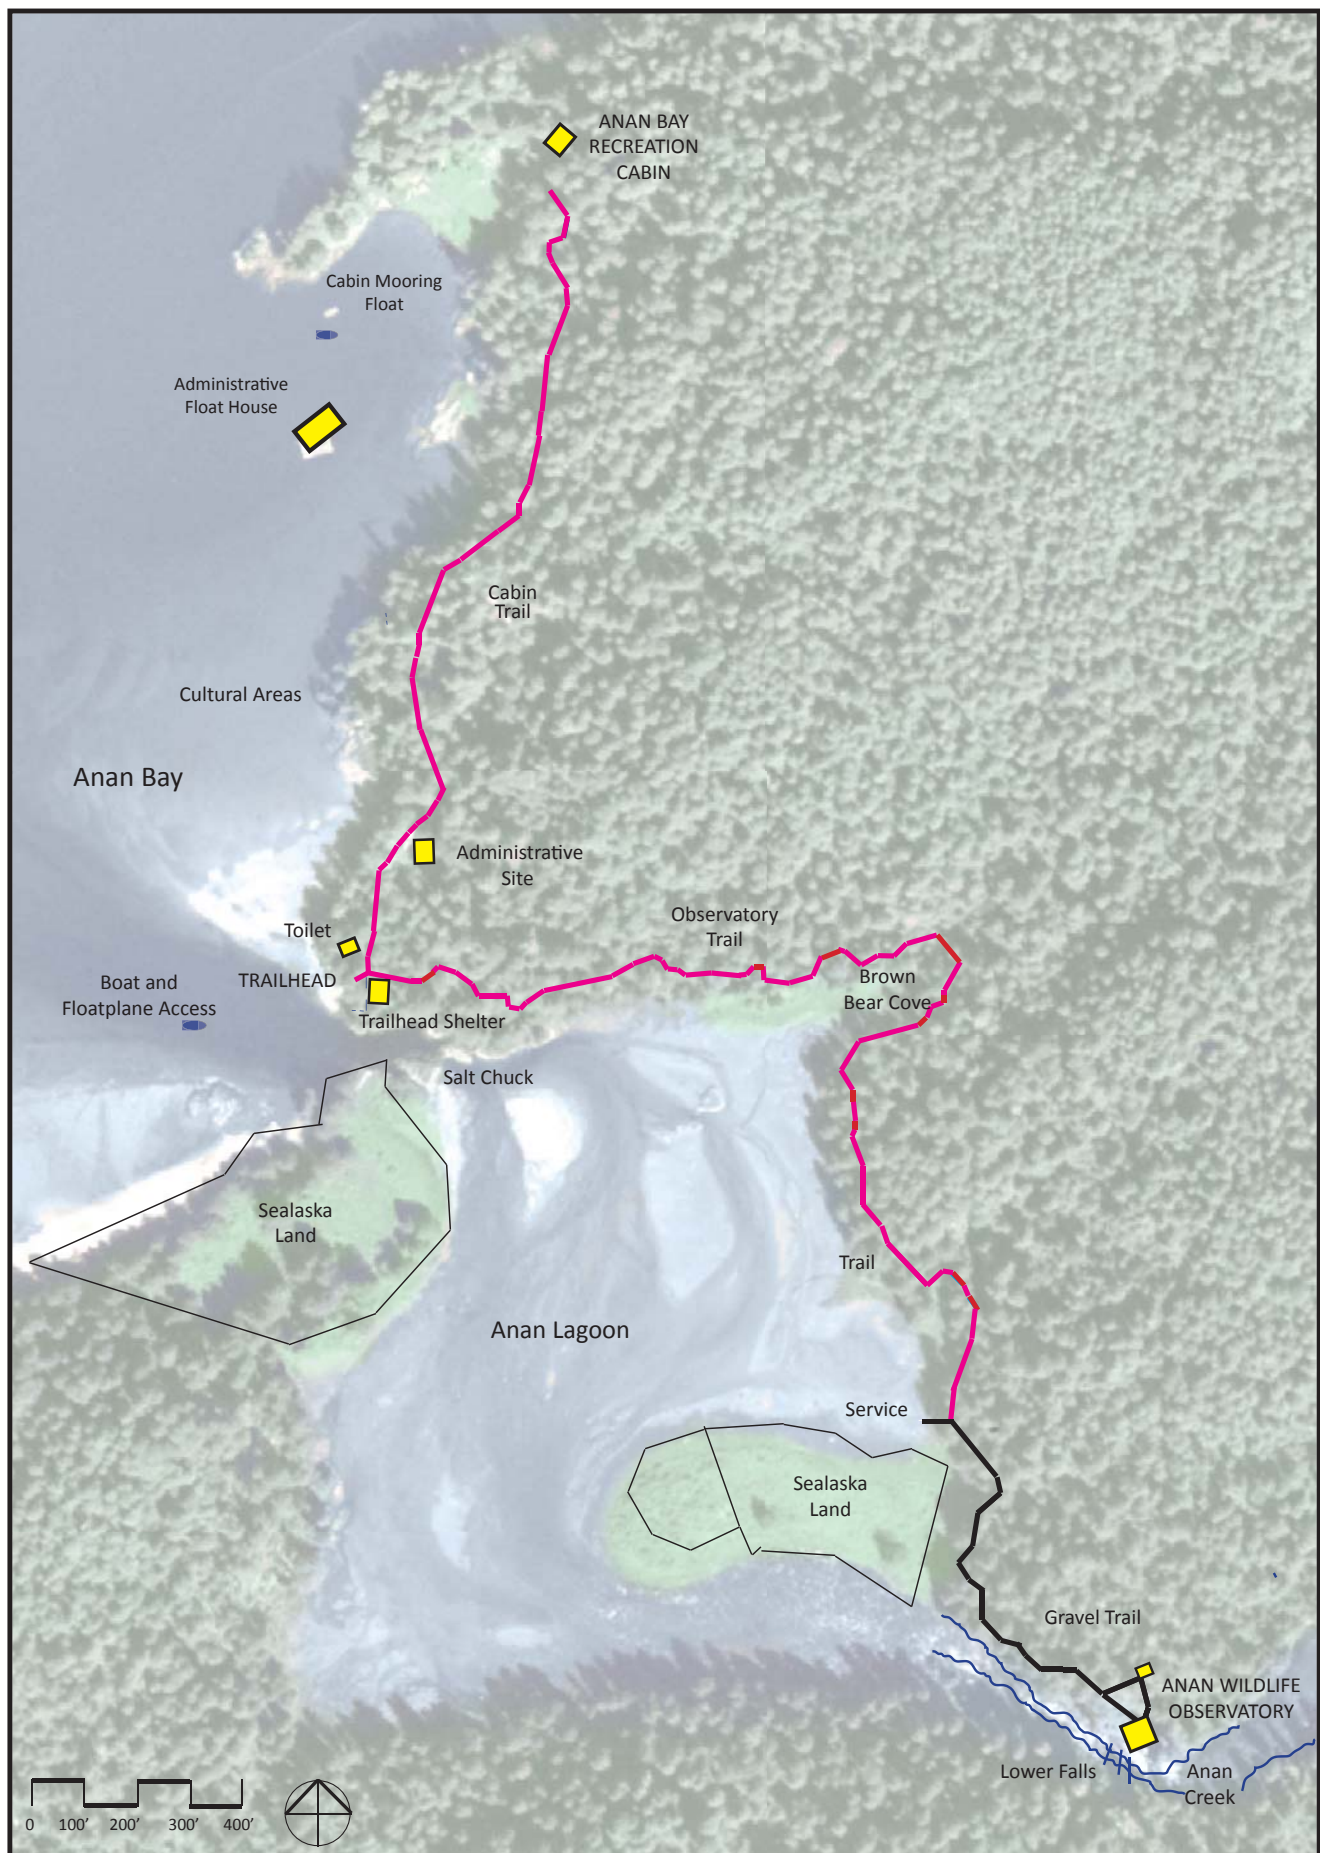 ANAN BAY
RECREATION
CABIN
Cabin Mooring
Float
Administrative
Float House
Cabin
Trail
Cultural Areas
Anan Bay
Administrative
Site
Observatory
Trail
Toilet
TRAILHEAD
Brown
Bear Cove
Boat and
Floatplane Access
Trailhead Shelter
Salt Chuck
Sealaska
Land
Trail
Anan Lagoon
Service
Sealaska
Land
Gravel Trail
ANAN WILDLIFE
OBSERVATORY
Lower Falls
Anan
Creek
0 100’ 200’ 300’ 400’